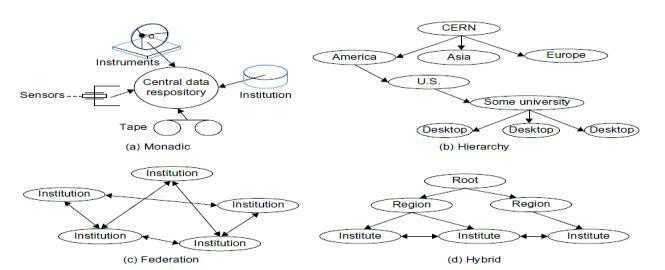 Instruments
Central data
respository
Sensors
Institution
Tape
(a) Monadic
CERN
America
Asia
Europe
U.S.
Some university
Desktop
Desktop
Desktop
(b) Hierarchy
Institution
Institution
Institution
Institution
Institution
(c) Federation
Root
Region
Region
Institute
Institute
Institute
(d) Hybrid